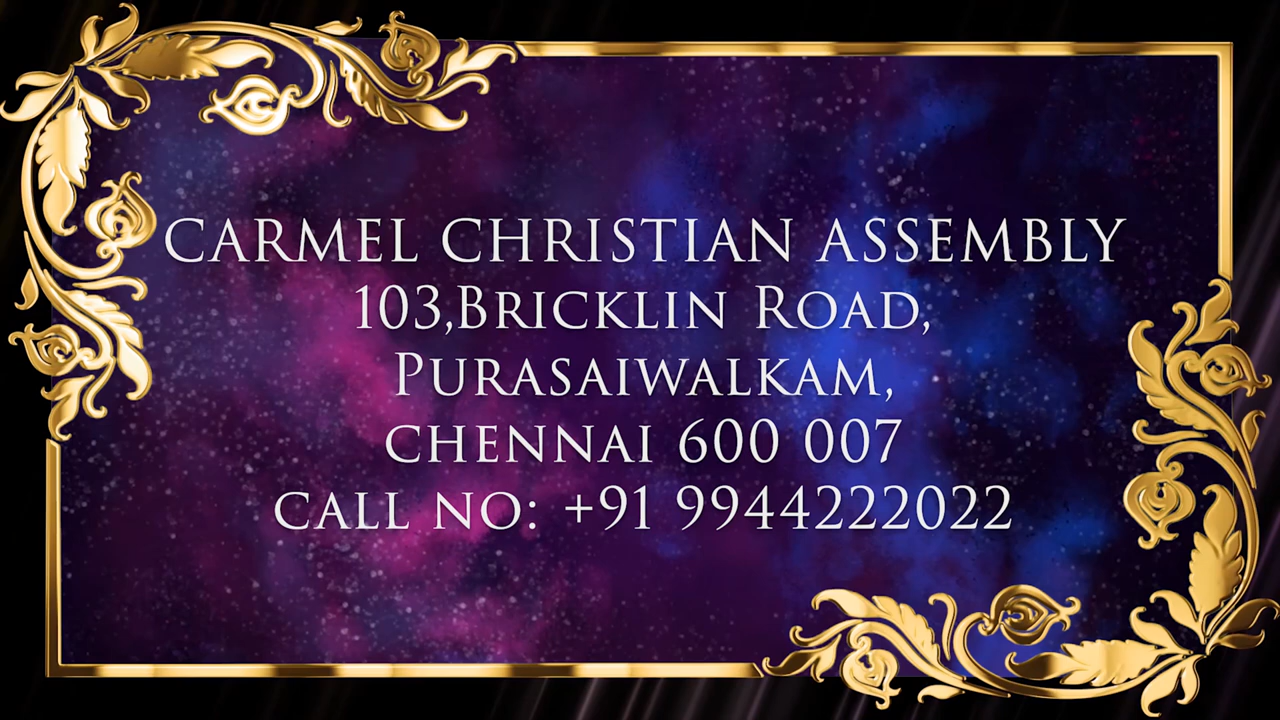 CARMEL CHRISTIAN ASSEMBLY
103,BRICKLIN ROAD,
PURASAIWALKAM,
CHENNAI 600 007
CALL NO: +91 9944222022